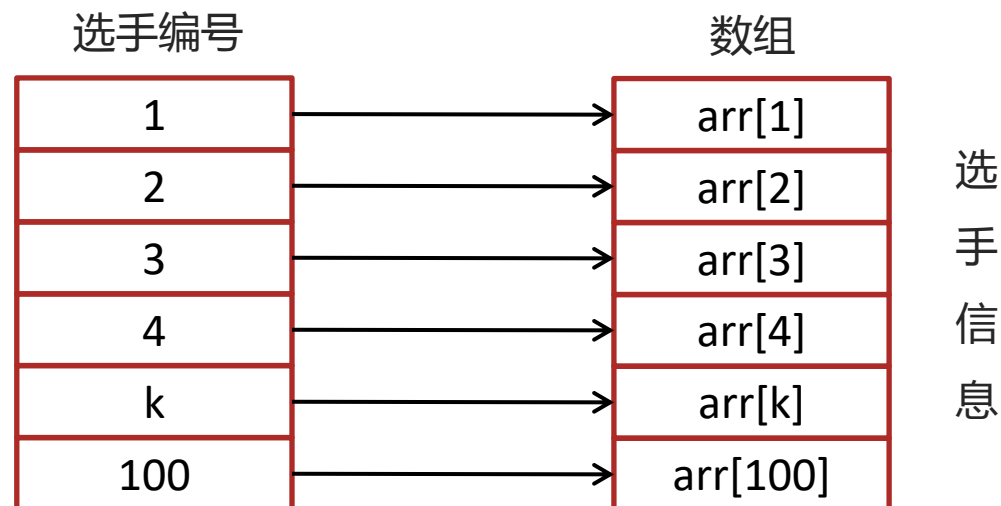 选手编号 数组
1 arr[1]
2 arr[2]
3 arr[3]
4 arr[4]
k arr[k]
100 arr[100]
选手信息